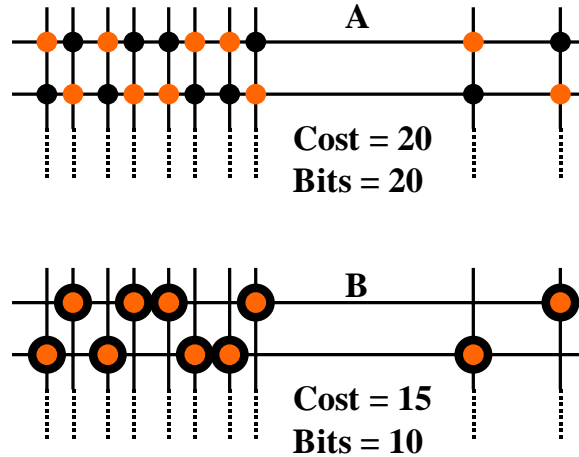 A
Cost = 20
Bits = 20
B
Cost = 15
Bits = 10